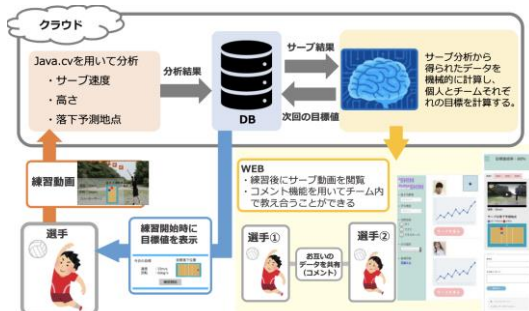 クラウド
Java.cvを用いて分析
・サーブ速度
・高さ
・落下予測地点
分析結果
DB
サーブ結果
次回の目標値
サーブ分析から
得られたデータを
機械的に計算し、
個人とチームそれぞ
れの目標を計算する。
練習動画
選手
練習開始時に
目標値を表示
WEB
・練習後にサーブ動画を閲覧
・コメント機能を用いてチーム内
で教え合うことができる
選手①
お互いの
データを共有
(コメント)
選手②